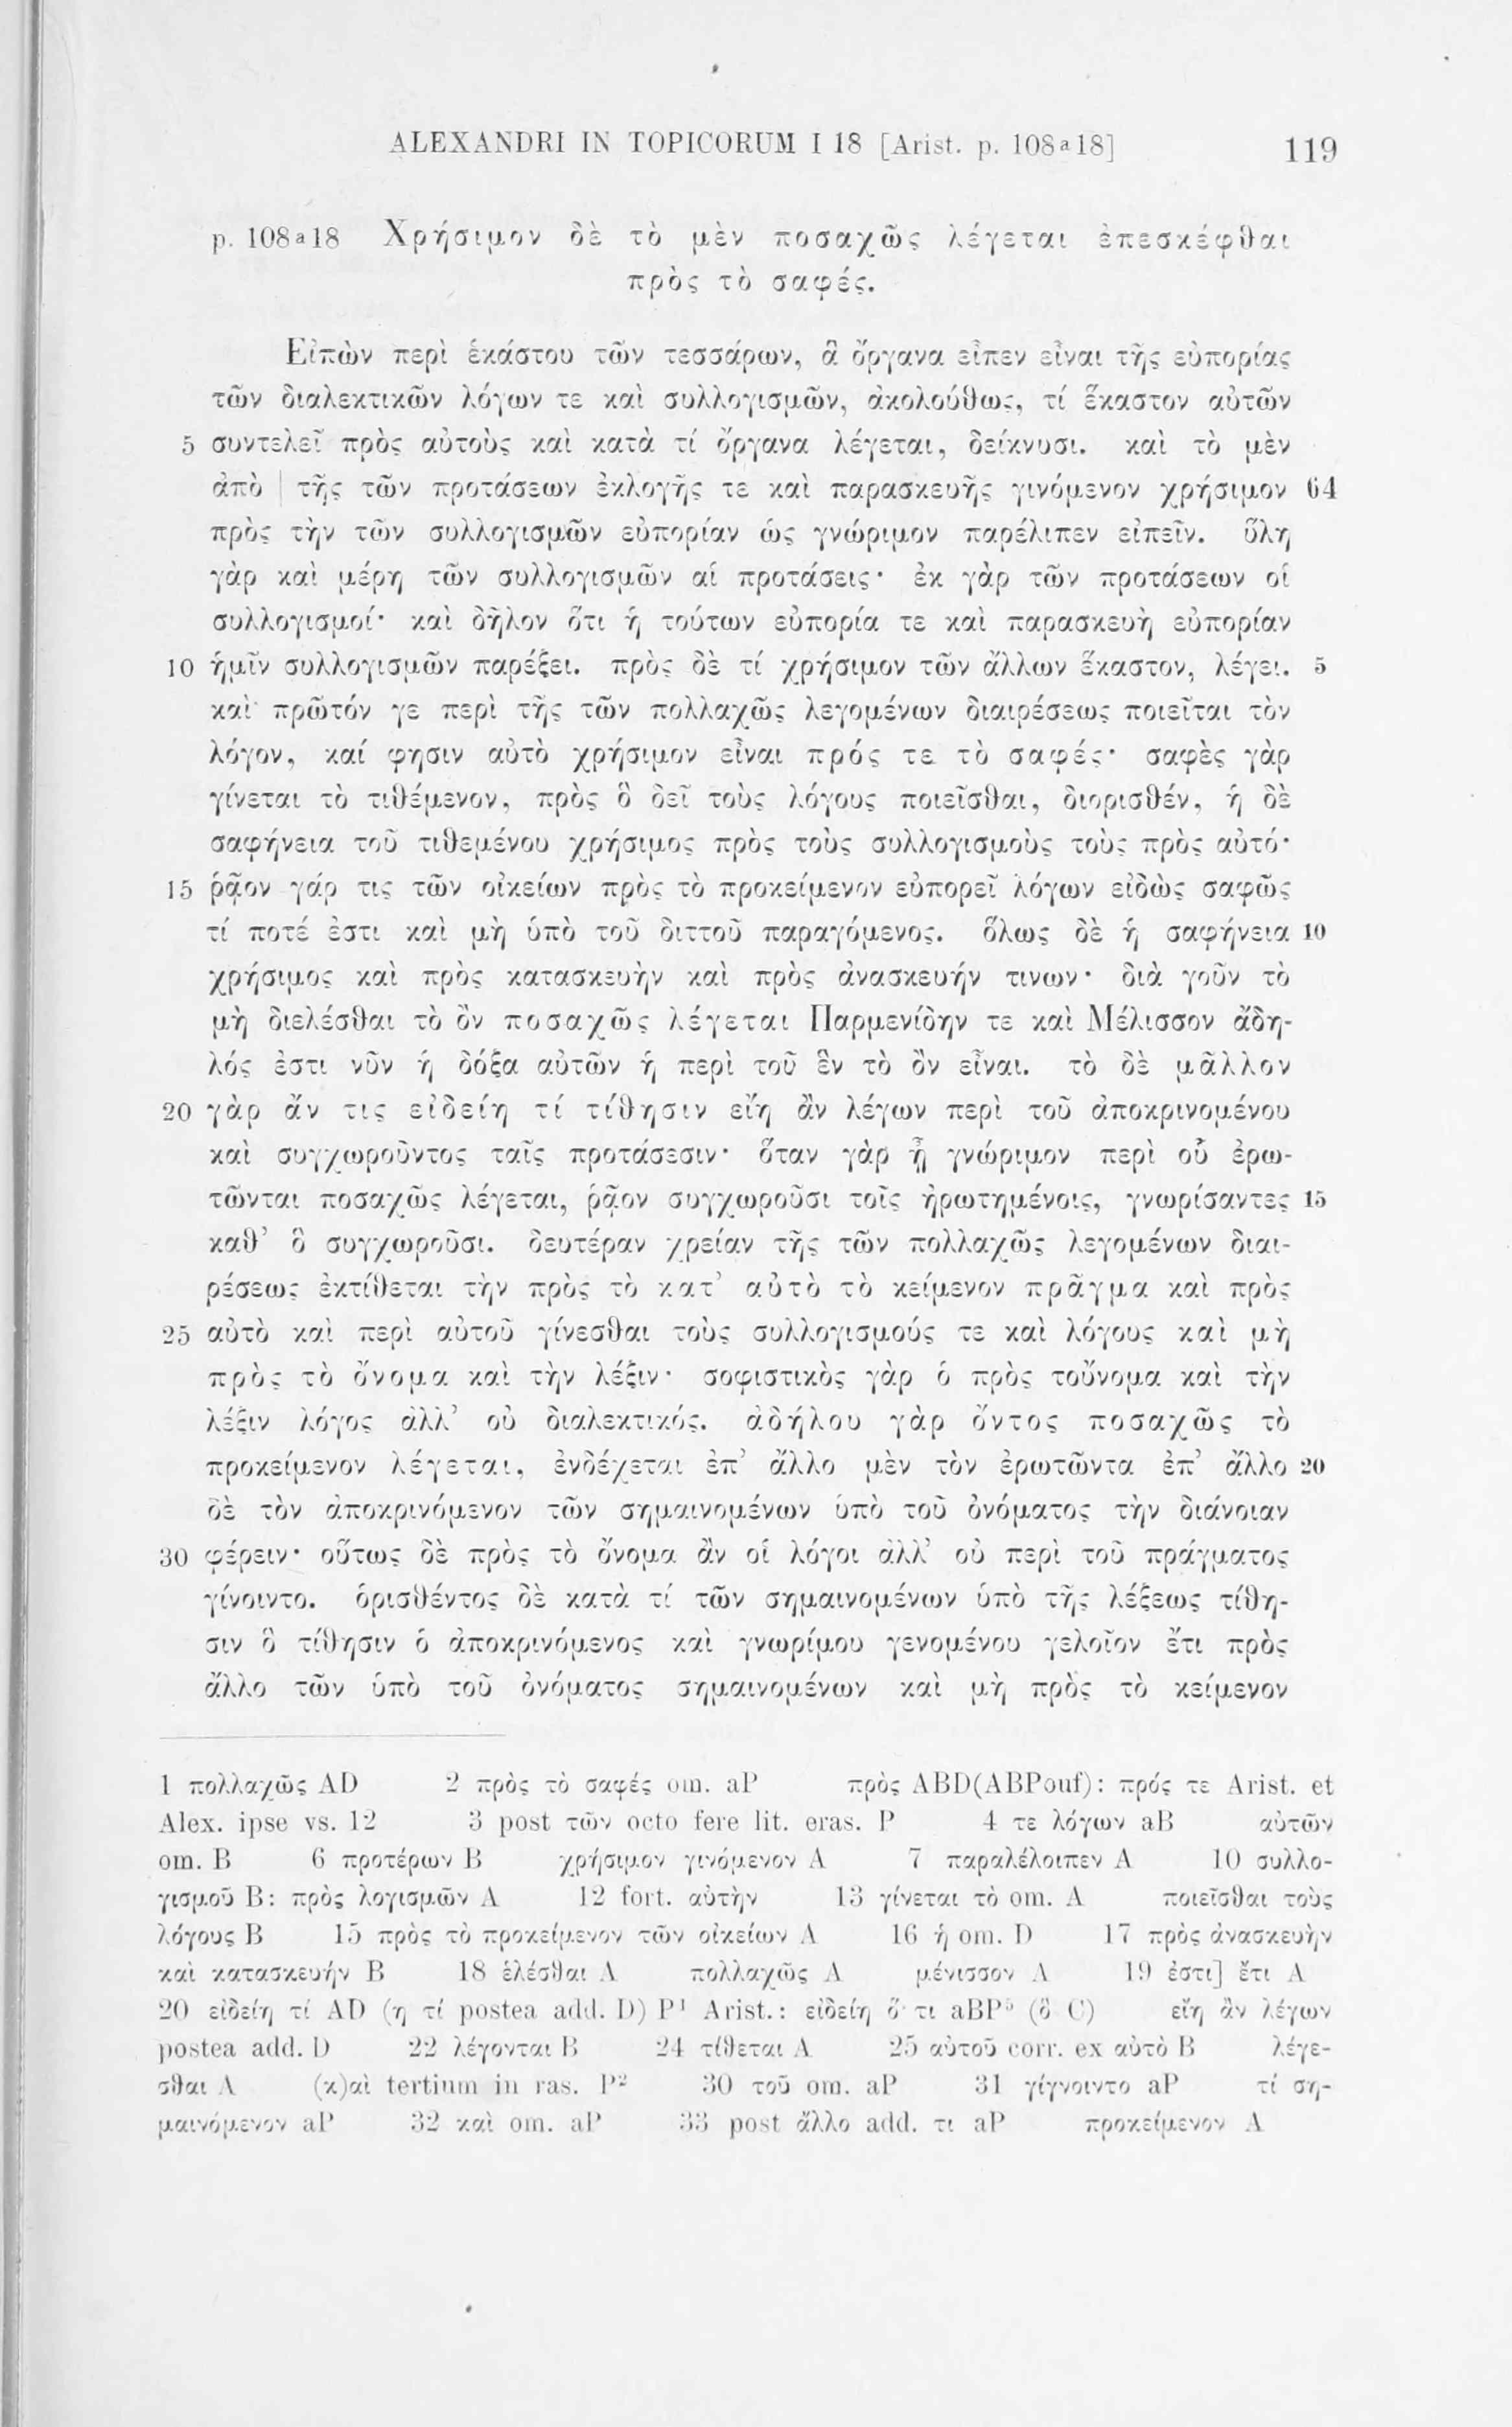 ALEXANDRI IN TOPICORUM I 18 [Arist. p. 108a18] 119
p. 108a18 Χρήσιμον δὲ τὸ μὲν ποσαχῶς λέγεται ἐπεσκέφθαι
πρὸς τὸ σαφές.
Εἰπὼν περὶ ἑκάστου τῶν τεσσάρων, ἃ ὄργανα εἶπεν εἶναι τῆς εὐπορίας
τῶν διαλεκτικῶν λόγων τε καὶ συλλογισμῶν, ἀκολούθως, τί ἕκαστον αὐτῶν
5 συντελεῖ πρὸς αὐτοὺς καὶ κατὰ τί ὄργανα λέγεται, δείκνυσι. καὶ τὸ μὲν
ἀπὸ | τῆς τῶν προτάσεων ἐκλογῆς τε καὶ παρασκευῆς γινόμενον χρήσιμον 64
πρὸς τὴν τῶν συλλογισμῶν εὐπορίαν ὡς γνώριμον παρέλιπεν εἰπεῖν. ὕλη
γὰρ καὶ μέρη τῶν συλλογισμῶν αἱ προτάσεις· ἐκ γὰρ τῶν προτάσεων οἱ
συλλογισμοί· καὶ δῆλον ὅτι ἡ τούτων εὐπορία τε καὶ παρασκευὴ εὐπορίαν
10 ἡμῖν συλλογισμῶν παρέξει. πρὸς δὲ τί χρήσιμον τῶν ἄλλων ἕκαστον, λέγει. 5
καὶ πρῶτόν γε περὶ τῆς τῶν πολλαχῶς λεγομένων διαιρέσεως ποιεῖται τὸν
λόγον, καί φησιν αὐτὸ χρήσιμον εἶναι πρός τε τὸ σαφές· σαφὲς γὰρ
γίνεται τὸ τιθέμενον, πρὸς ὃ δεῖ τοὺς λόγους ποιεῖσθαι, διορισθέν, ἡ δὲ
σαφήνεια τοῦ τιθεμένου χρήσιμος πρὸς τοὺς συλλογισμοὺς τοὺς πρὸς αὐτό·
15 ῥᾷον γάρ τις τῶν οἰκείων πρὸς τὸ προκείμενον εὐπορεῖ λόγων εἰδὼς σαφῶς
τί ποτέ ἐστι καὶ μὴ ὑπὸ τοῦ διττοῦ παραγόμενος. ὅλως δὲ ἡ σαφήνεια 10
χρήσιμος καὶ πρὸς κατασκευὴν καὶ πρὸς ἀνασκευήν τινων· διὰ γοῦν τὸ
μὴ διελέσθαι τὸ ὂν ποσαχῶς λέγεται Παρμενίδην τε καὶ Μέλισσον ἄδη-
λός ἐστι νῦν ἡ δόξα αὐτῶν ἡ περὶ τοῦ ἓν τὸ ὂν εἶναι. τὸ δὲ μᾶλλον
20 γὰρ ἄν τις εἰδείη τί τίθησιν εἴη ἂν λέγων περὶ τοῦ ἀποκρινομένου
καὶ συγχωροῦντος ταῖς προτάσεσιν· ὅταν γὰρ ᾖ γνώριμον περὶ οὗ ἐρω-
τῶνται ποσαχῶς λέγεται, ῥᾷον συγχωροῦσι τοῖς ἠρωτημένοις, γνωρίσαντες 15
καθ’ ὃ συγχωροῦσι. δευτέραν χρείαν τῆς τῶν πολλαχῶς λεγομένων διαι-
ρέσεως ἐκτίθεται τὴν πρὸς τὸ κατ’ αὐτὸ τὸ κείμενον πρᾶγμα καὶ πρὸς
25 αὐτὸ καὶ περὶ αὐτοῦ γίνεσθαι τοὺς συλλογισμούς τε καὶ λόγους καὶ μὴ
πρὸς τὸ ὄνομα καὶ τὴν λέξιν· σοφιστικὸς γὰρ ὁ πρὸς τοὔνομα καὶ τὴν
λέξιν λόγος ἀλλ’ οὐ διαλεκτικός. ἀδήλου γὰρ ὄντος ποσαχῶς τὸ
προκείμενον λέγεται, ἐνδέχεται ἐπ’ ἄλλο μὲν τὸν ἐρωτῶντα ἐπ’ ἄλλο 20
δὲ τὸν ἀποκρινόμενον τῶν σημαινομένων ὑπὸ τοῦ ὀνόματος τὴν διάνοιαν
30 φέρειν· οὕτως δὲ πρὸς τὸ ὄνομα ἂν οἱ λόγοι ἀλλ’ οὐ περὶ τοῦ πράγματος
γίνοιντο. ὁρισθέντος δὲ κατὰ τί τῶν σημαινομένων ὑπὸ τῆς λέξεως τίθη-
σιν ὃ τίθησιν ὁ ἀποκρινόμενος καὶ γνωρίμου γενομένου γελοῖον ἔτι πρὸς
ἄλλο τῶν ὑπὸ τοῦ ὀνόματος σημαινομένων καὶ μὴ πρὸς τὸ κείμενον
1 πολλαχῶς AD 2 πρὸς τὸ σαφές om. aP πρὸς ABD(ABPouf): πρός τε Arist. et
Alex. ipse vs. 12 3 post τῶν octo fere lit. eras. P 4 τε λόγων aB αὐτῶν
om. B 6 προτέρων B χρήσιμον γινόμενον A 7 παραλέλοιπεν A 10 συλλο-
γισμοῦ B: πρὸς λογισμῶν A 12 fort. αὐτὴν 13 γίνεται τὸ om. A ποιεῖσθαι τοὺς
λόγους B 15 πρὸς τὸ προκείμενον τῶν οἰκείων A 16 ἡ om. D 17 πρὸς ἀνασκευὴν
καὶ κατασκευήν B 18 ἑλέσθαι A πολλαχῶς A μένισσον A 19 ἐστι] ἔτι A
20 εἰδείη τί AD (η τί postea add. D) P¹ Arist.: εἰδείη ὅ τι aBP⁵ (ὃ C) εἴη ἂν λέγων
postea add. D 22 λέγονται B 24 τίθεται A 25 αὐτοῦ corr. ex αὐτὸ B λέγε-
σθαι A (κ)αὶ tertium in ras. P² 30 τοῦ om. aP 31 γίγνοιντο aP τί ση-
μαινόμενον aP 32 καὶ om. aP 33 post ἄλλο add. τι aP προκείμενον A